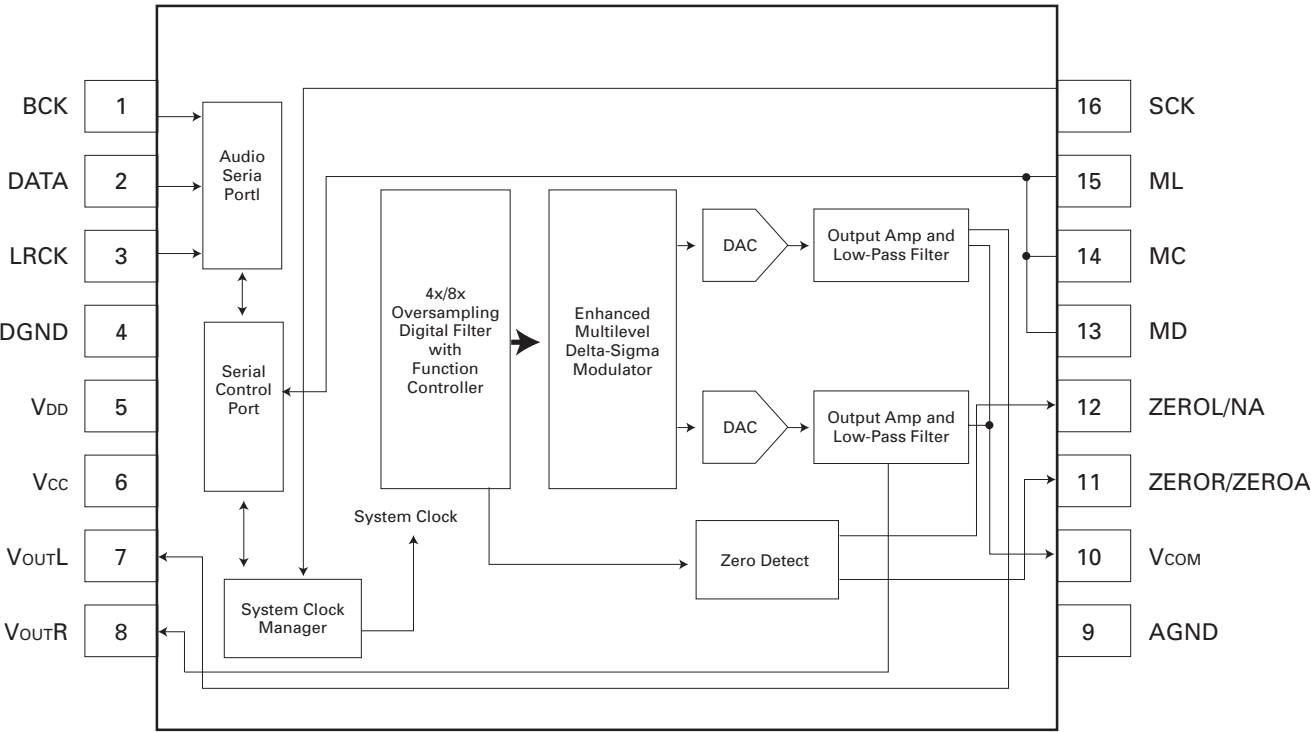 BCK 1
DATA 2
LRCK 3
DGND 4
VDD 5
VCC 6
VOUTL 7
VOUTR 8
Audio
Seria
Portl
Serial
Control
Port
System Clock
Manager
System Clock
4x/8x
Oversampling
Digital Filter
with
Function
Controller
Enhanced
Multilevel
Delta-Sigma
Modulator
DAC
Output Amp and
Low-Pass Filter
DAC
Output Amp and
Low-Pass Filter
Zero Detect
16 SCK
15 ML
14 MC
13 MD
12 ZEROL/NA
11 ZEROR/ZEROA
10 VCOM
9 AGND